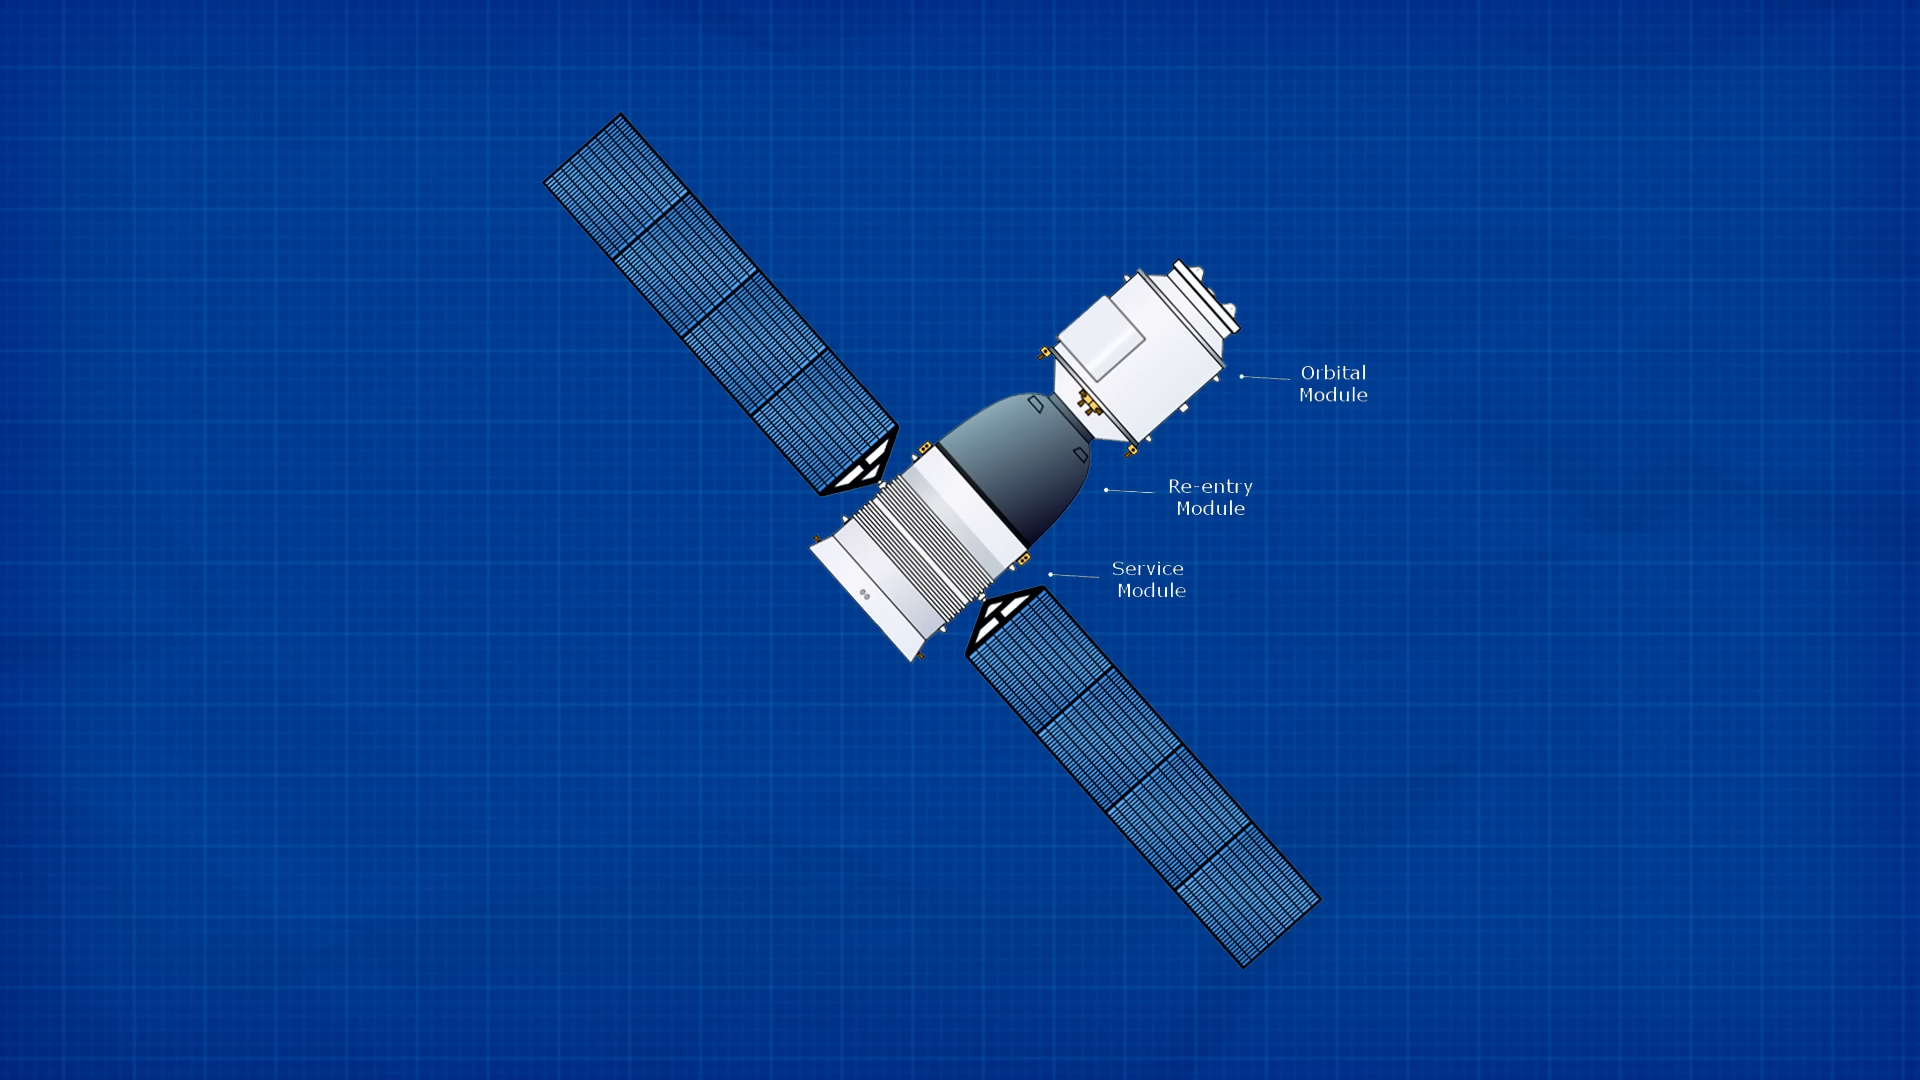 Orbital
Module
Re-entry
Module
Service
Module